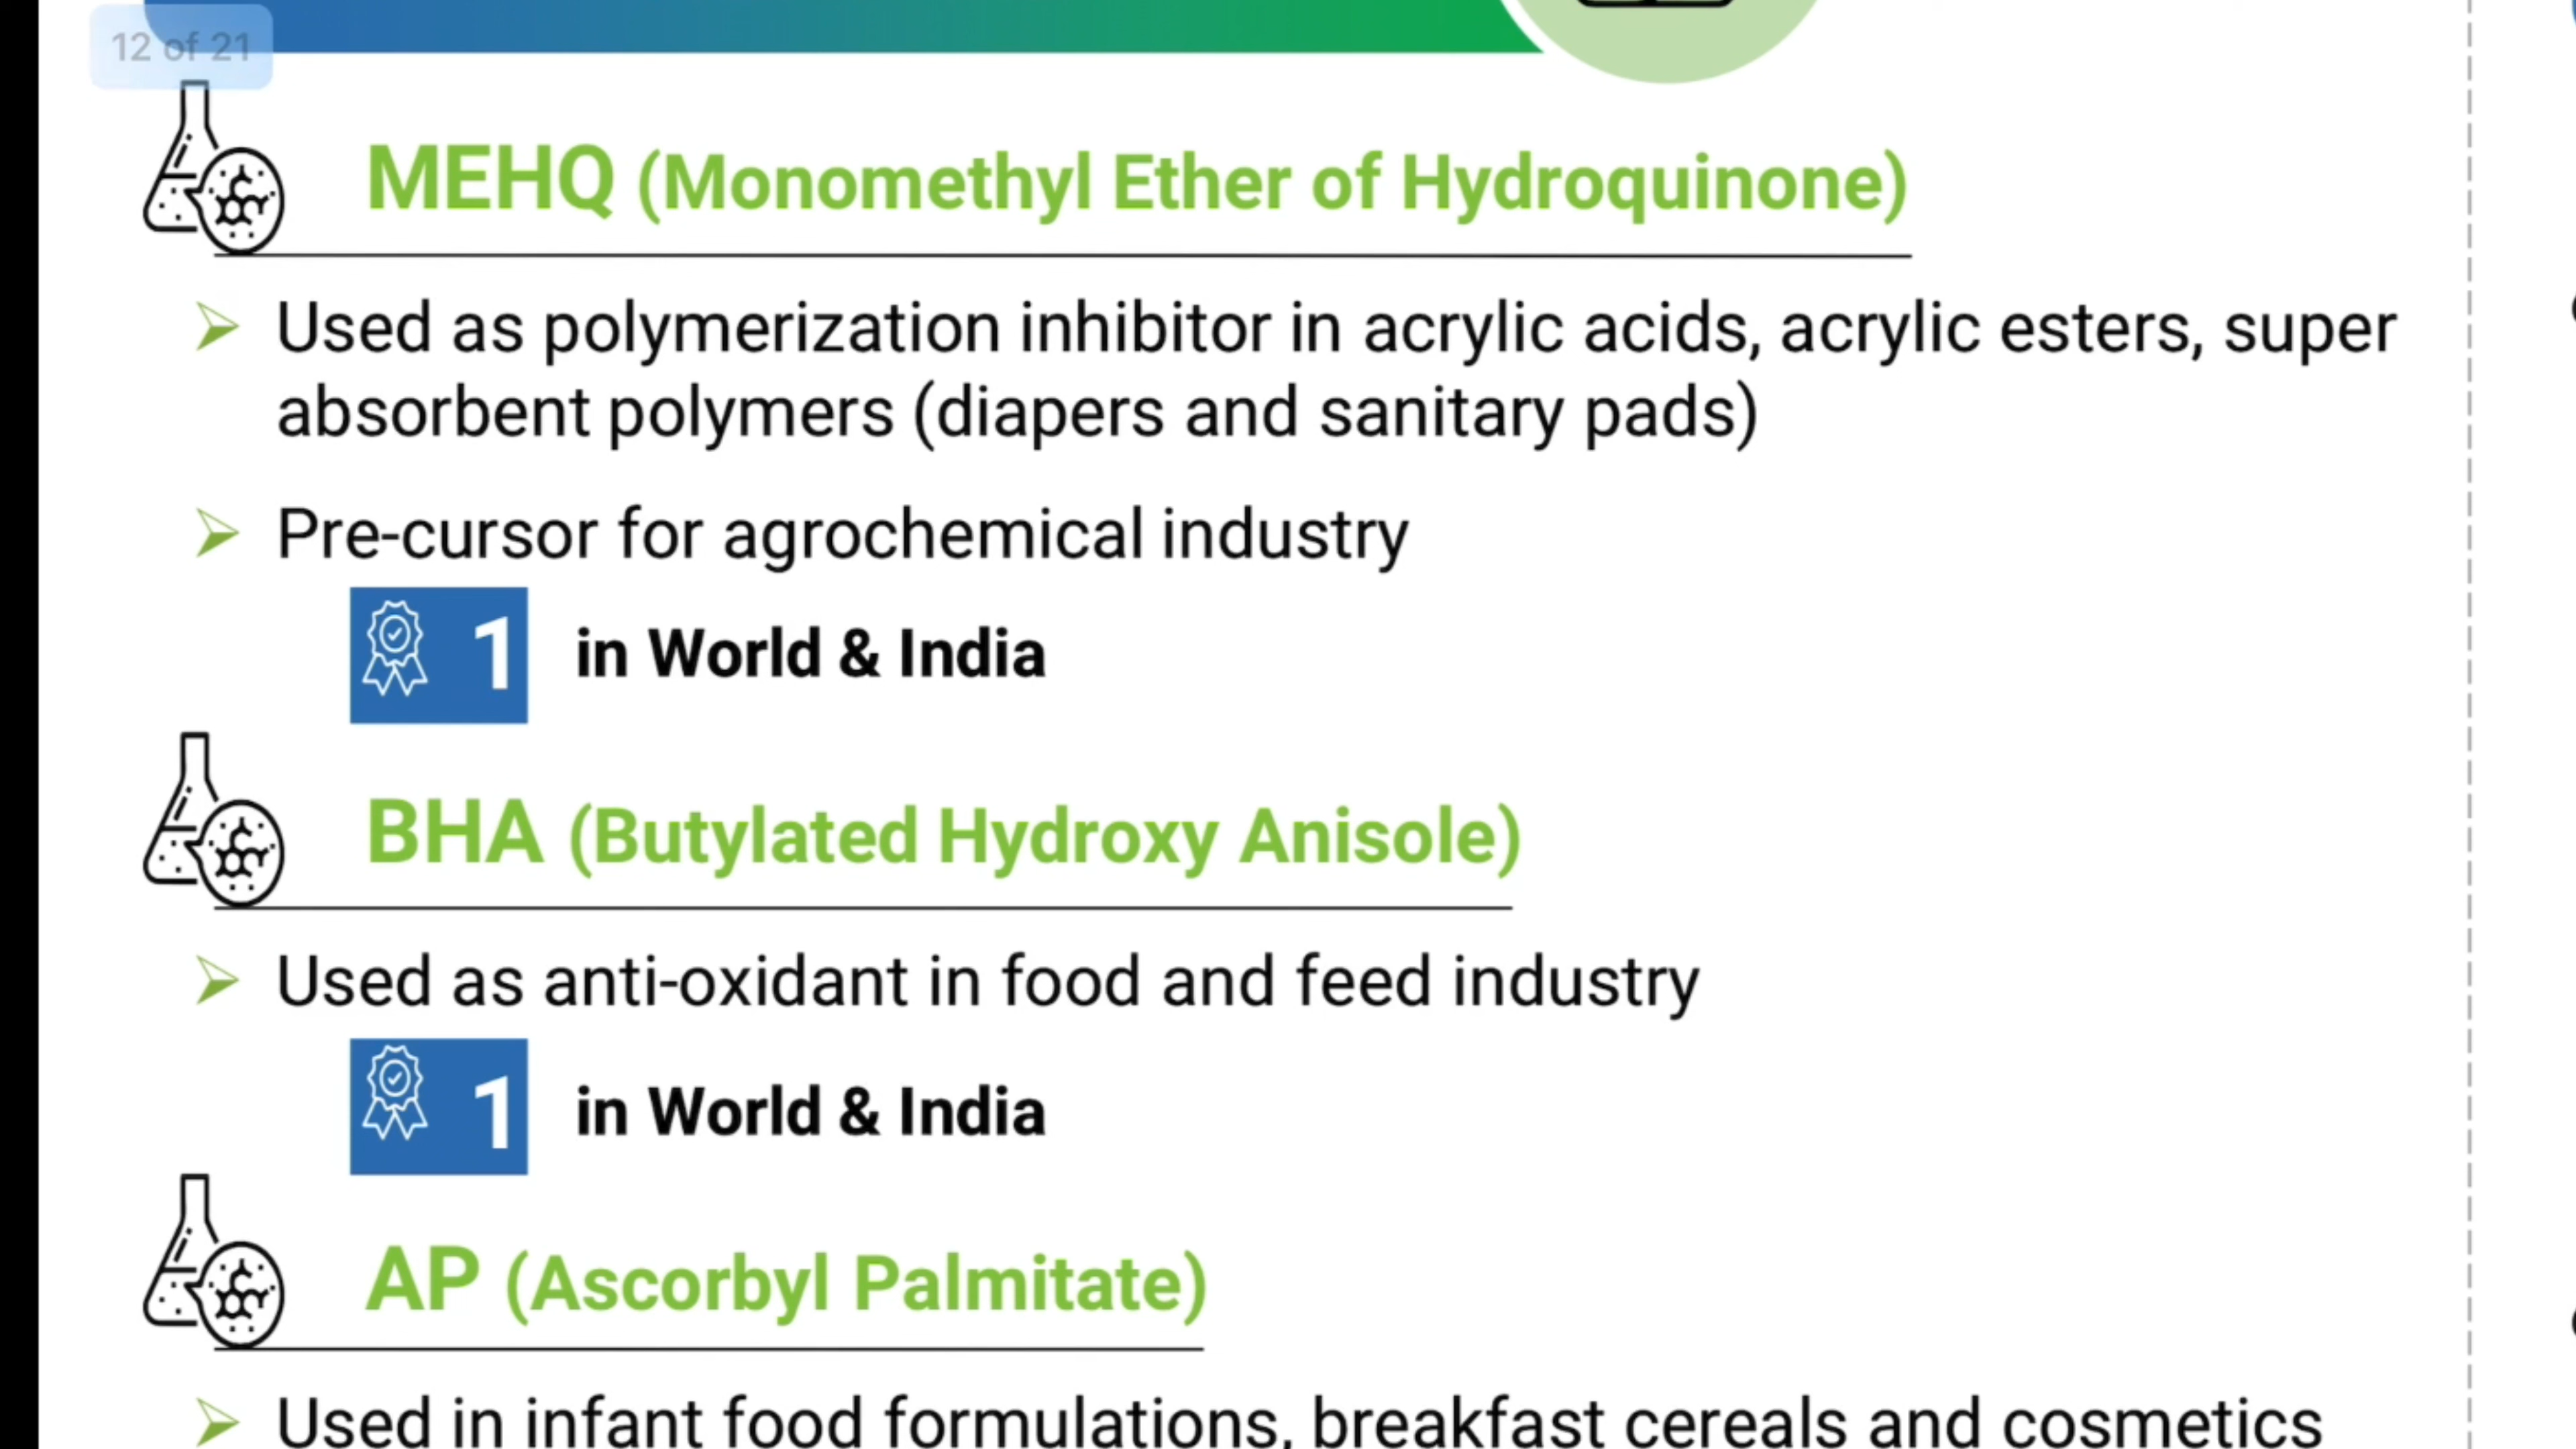 12 of 21
MEHQ (Monomethyl Ether of Hydroquinone)
Used as polymerization inhibitor in acrylic acids, acrylic esters, super
absorbent polymers (diapers and sanitary pads)
Pre-cursor for agrochemical industry
1 in World & India
BHA (Butylated Hydroxy Anisole)
Used as anti-oxidant in food and feed industry
1 in World & India
AP (Ascorbyl Palmitate)
Used in infant food formulations, breakfast cereals and cosmetics